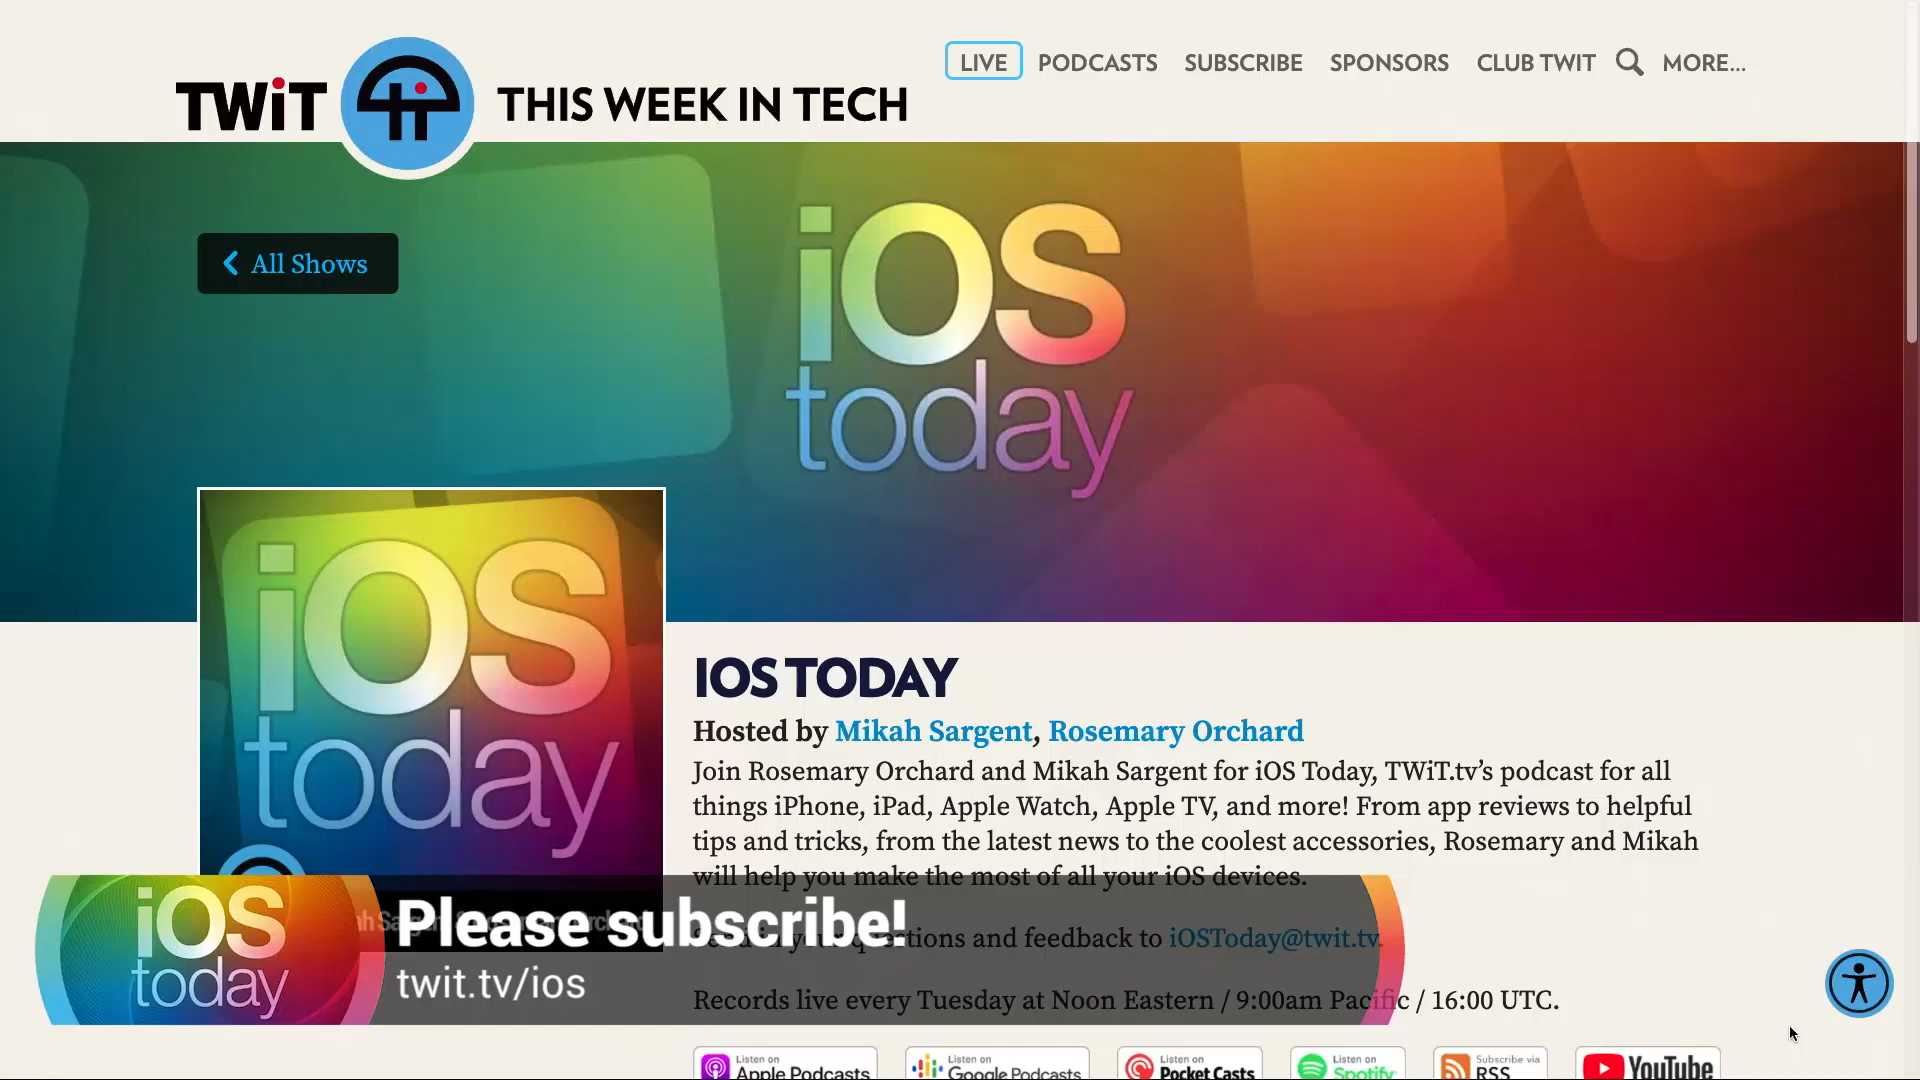 TWiT
THIS WEEK IN TECH
LIVE
PODCASTS
SUBSCRIBE
SPONSORS
CLUB TWIT
MORE...
All Shows
iOS
today
iOS
today
IOS TODAY
Hosted by Mikah Sargent, Rosemary Orchard
Join Rosemary Orchard and Mikah Sargent for iOS Today, TWiT.tv’s podcast for all
things iPhone, iPad, Apple Watch, Apple TV, and more! From app reviews to helpful
tips and tricks, from the latest news to the coolest accessories, Rosemary and Mikah
will help you make the most of all your iOS devices.
iOS
today
Please subscribe!
twit.tv/ios
questions and feedback to iOSToday@twit.tv.
Records live every Tuesday at Noon Eastern / 9:00am Pacific / 16:00 UTC.
Listen on
Apple Podcasts
Listen on
Google Podcasts
Listen on
Pocket Casts
Listen on
Spotify
Subscribe via
RSS
YouTube